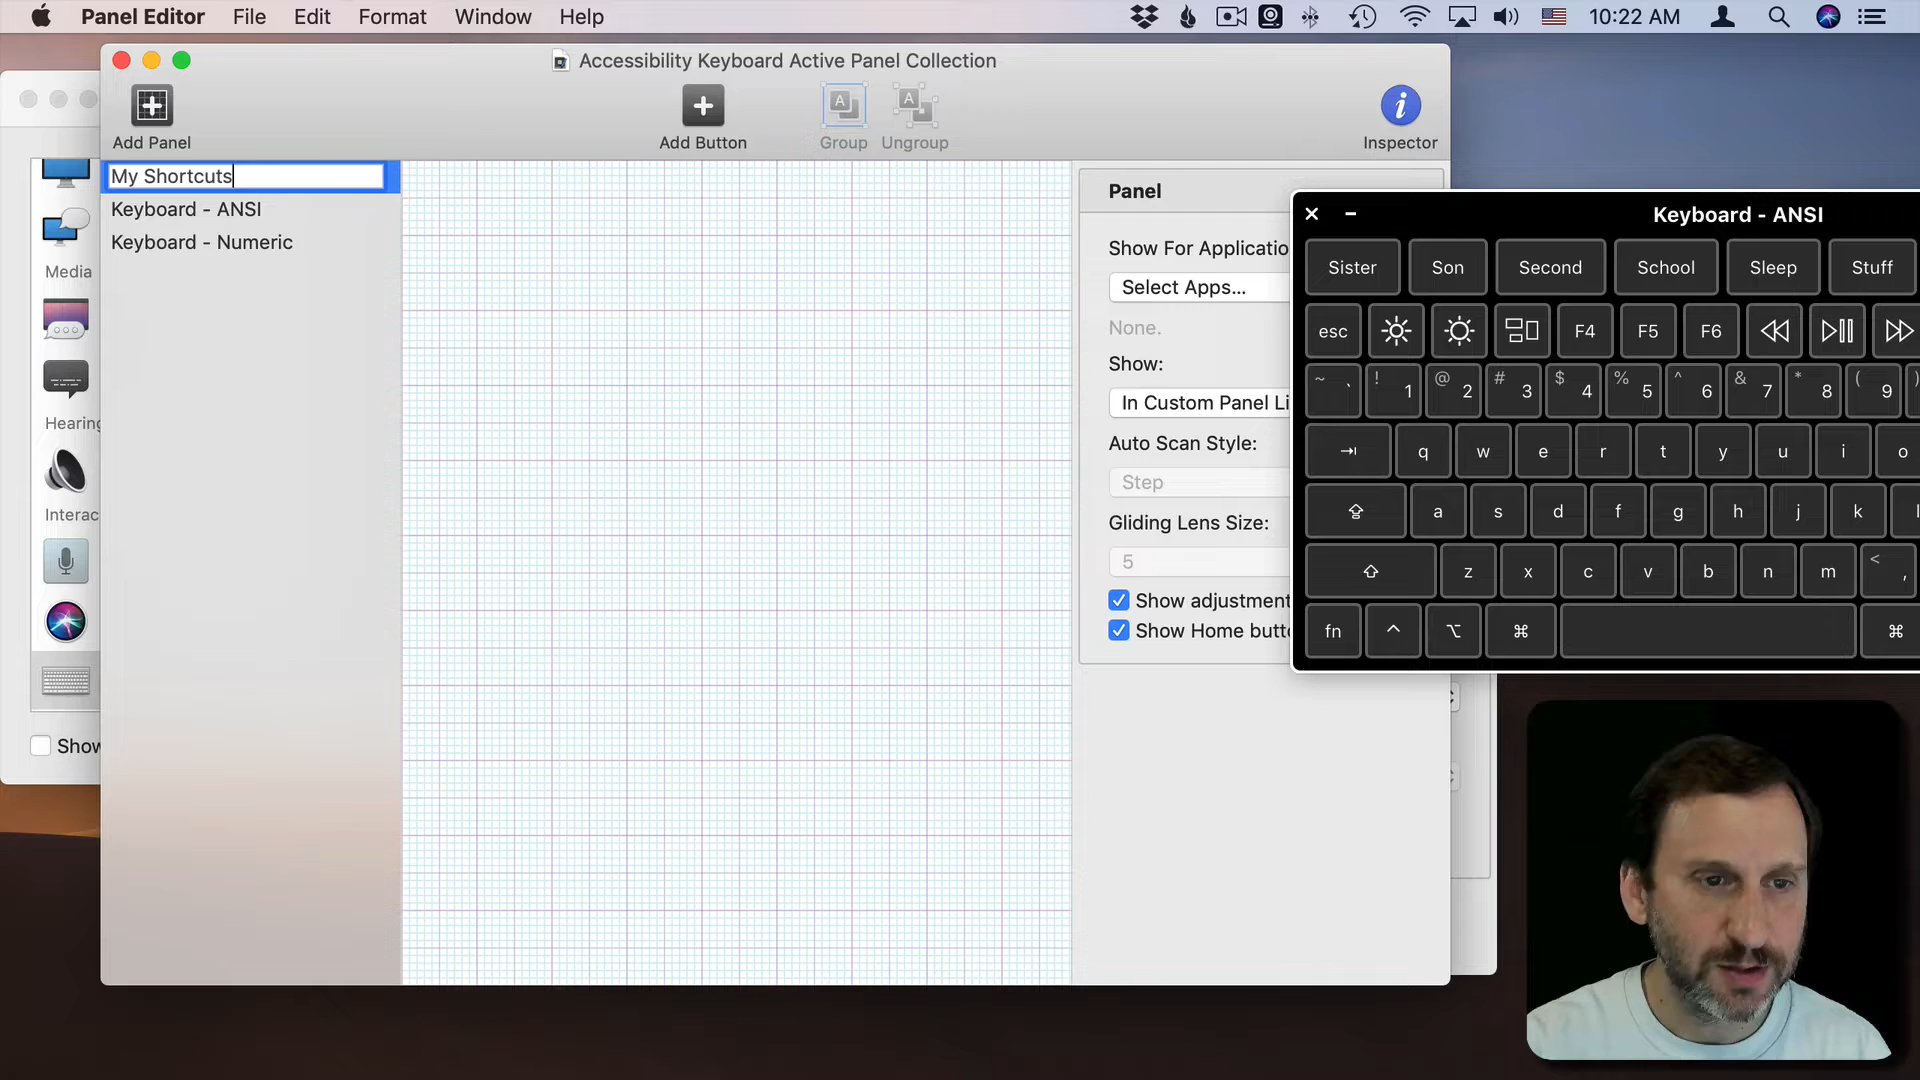 Panel Editor File Edit Format Window Help 10:22 AM
Accessibility Keyboard Active Panel Collection
Add Panel Add Button Group Ungroup Inspector
My Shortcuts
Keyboard - ANSI
Keyboard - Numeric
Media
Hearing
Interac
Show
Panel
Show For Applicatio
Select Apps...
None.
Show:
In Custom Panel Li
Auto Scan Style:
Step
Gliding Lens Size:
5
Show adjustment
Show Home butto
Keyboard - ANSI
Sister Son Second School Sleep Stuff
esc F4 F5 F6
~ ` ! 1 @ 2 # 3 $ 4 % 5 ^ 6 & 7 * 8 ( 9 )
q w e r t y u i o
a s d f g h j k l
z x c v b n m < ,
fn ^ ⌥ ⌘ ⌘